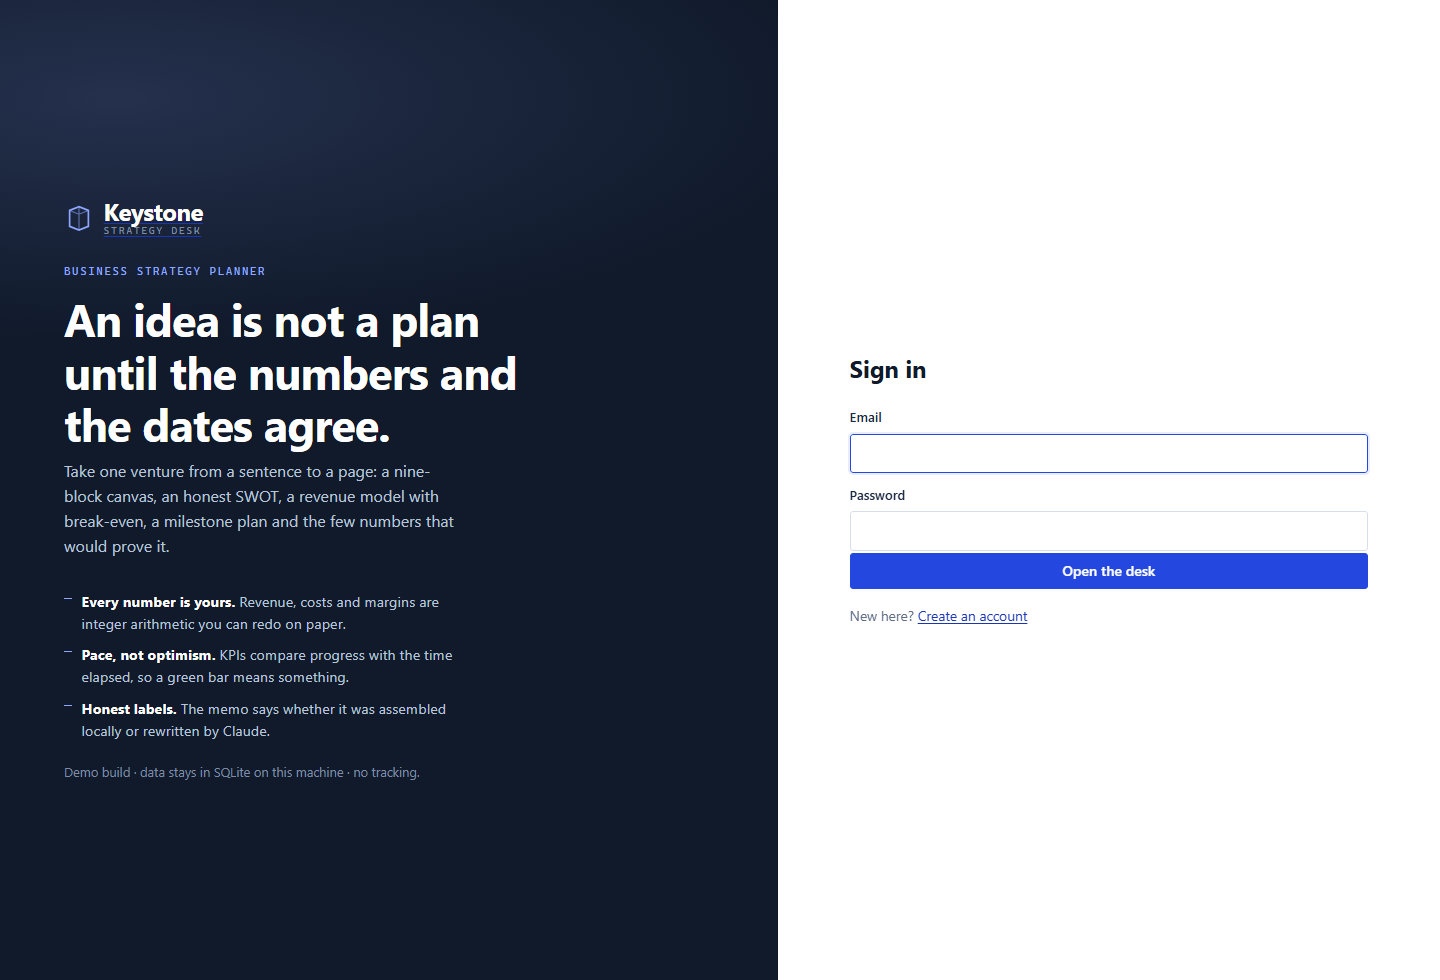 Keystone
STRATEGY DESK
BUSINESS STRATEGY PLANNER
An idea is not a plan
until the numbers and
the dates agree.
Take one venture from a sentence to a page: a nine-
block canvas, an honest SWOT, a revenue model with
break-even, a milestone plan and the few numbers that
would prove it.
Every number is yours. Revenue, costs and margins are
integer arithmetic you can redo on paper.
Pace, not optimism. KPIs compare progress with the time
elapsed, so a green bar means something.
Honest labels. The memo says whether it was assembled
locally or rewritten by Claude.
Demo build · data stays in SQLite on this machine · no tracking.
Sign in
Email
Password
Open the desk
New here? Create an account